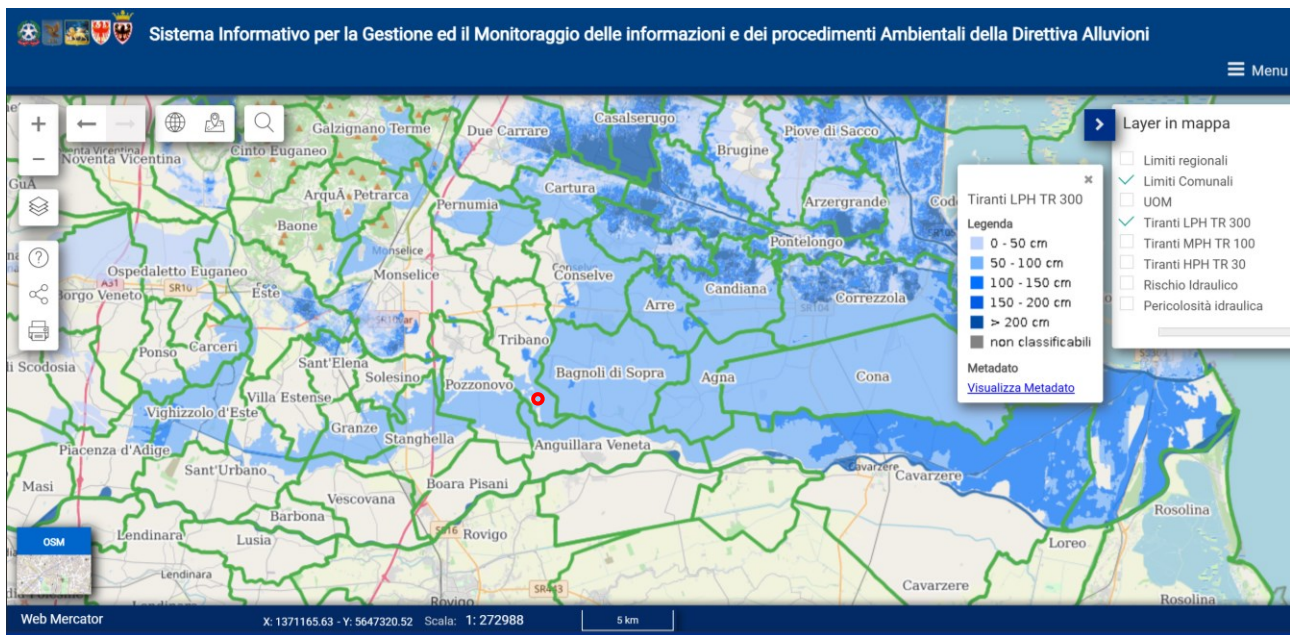 Sistema Informativo per la Gestione ed il Monitoraggio delle informazioni e dei procedimenti Ambientali della Direttiva Alluvioni
Menu
Noventa Vicentina
Cinto Euganeo
Galzignano Terme
Due Carrare
Casalserugo
Brugine
Piove di Sacco
ArquÃ Petrarca
Pernumia
Cartura
Arzergrande
Baone
Pontelongo
Monselice
Monselice
Conselve
Candiana
Correzzola
Arre
SR104
Ospedaletto Euganeo
A31
SR10
Este
Borgo Veneto
Tribano
Ponso
Carceri
Sant'Elena
Solesino
Pozzonovo
Bagnoli di Sopra
Agna
Cona
Villa Estense
Vighizzolo d'Este
Granze
Stanghella
Anguillara Veneta
Piacenza d'Adige
Sant'Urbano
Masi
Boara Pisani
Cavarzere
Cavarzere
Vescovana
Barbona
Lendinara
Lusia
Rovigo
Rosolina
Loreo
Lendinara
SR443
Cavarzere
Rosolina
Rovigo
OSM
Layer in mappa
Limiti regionali
Limiti Comunali
UOM
Tiranti LPH TR 300
Tiranti MPH TR 100
Tiranti HPH TR 30
Rischio Idraulico
Pericolosità idraulica
Tiranti LPH TR 300
Legenda
0 - 50 cm
50 - 100 cm
100 - 150 cm
150 - 200 cm
> 200 cm
non classificabili
Metadato
Visualizza Metadato
Web Mercator
X: 1371165.63 - Y: 5647320.52
Scala: 1: 272988
5 km